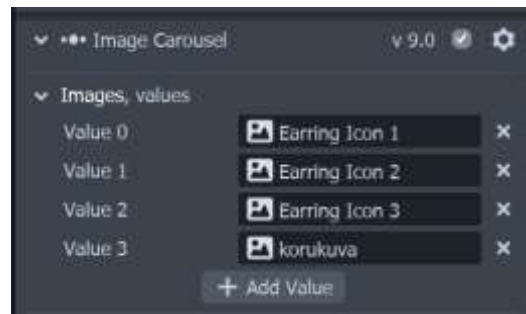 Image Carousel v 9.0
Images, values
Value 0 Earring Icon 1
Value 1 Earring Icon 2
Value 2 Earring Icon 3
Value 3 korukuva
+ Add Value